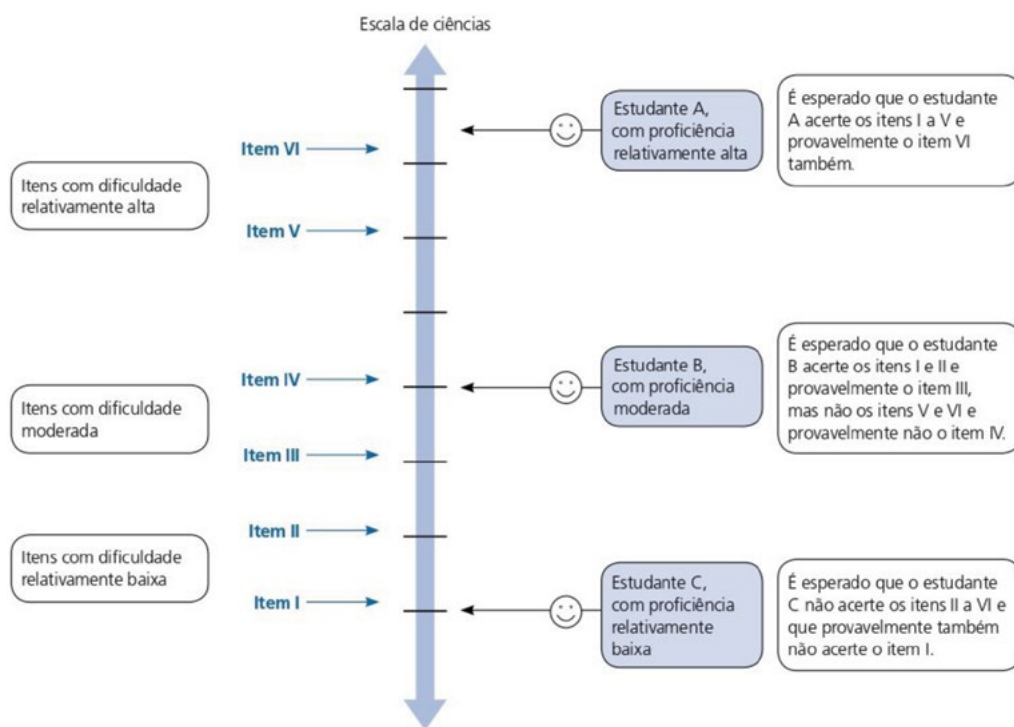 Escala de ciências
Item VI
Item V
Item IV
Item III
Item II
Item I
Itens com dificuldade
relativamente alta
Itens com dificuldade
moderada
Itens com dificuldade
relativamente baixa
Estudante A,
com proficiência
relativamente alta
É esperado que o estudante
A acerte os itens I a V e
provavelmente o item VI
também.
Estudante B,
com proficiência
moderada
É esperado que o estudante
B acerte os itens I e II e
provavelmente o item III,
mas não os itens V e VI e
provavelmente não o item IV.
Estudante C,
com proficiência
relativamente
baixa
É esperado que o estudante
C não acerte os itens II a VI e
que provavelmente também
não acerte o item I.